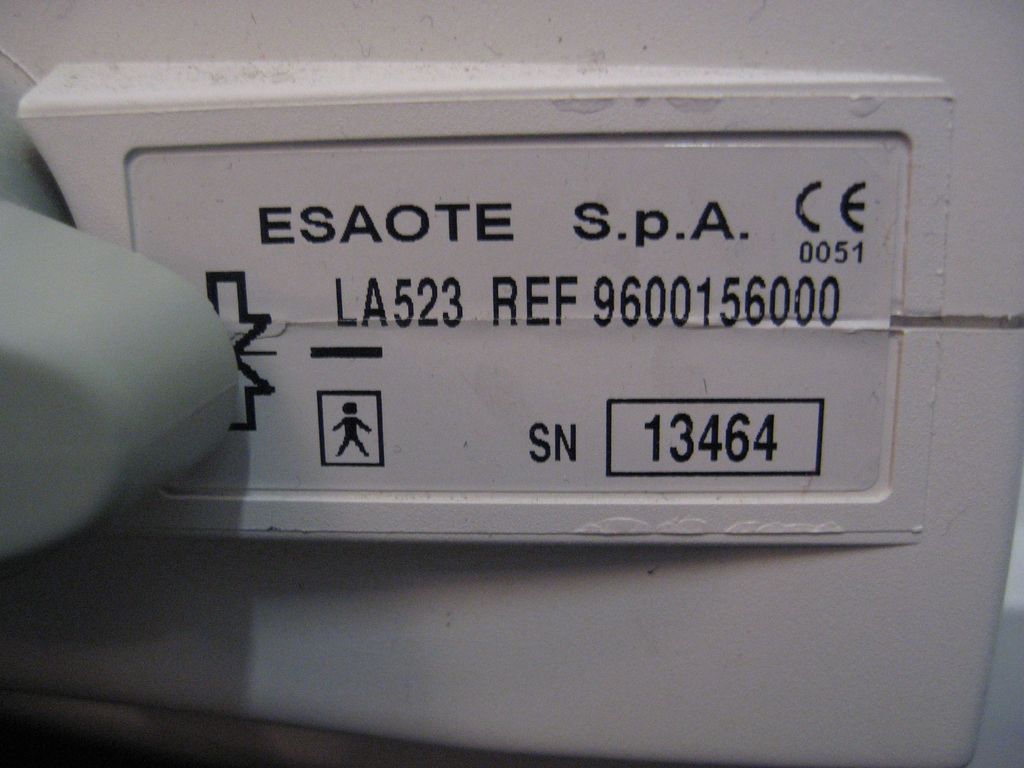 ESAOTE S.p.A. CE
0051
LA523 REF 9600156000
SN 13464